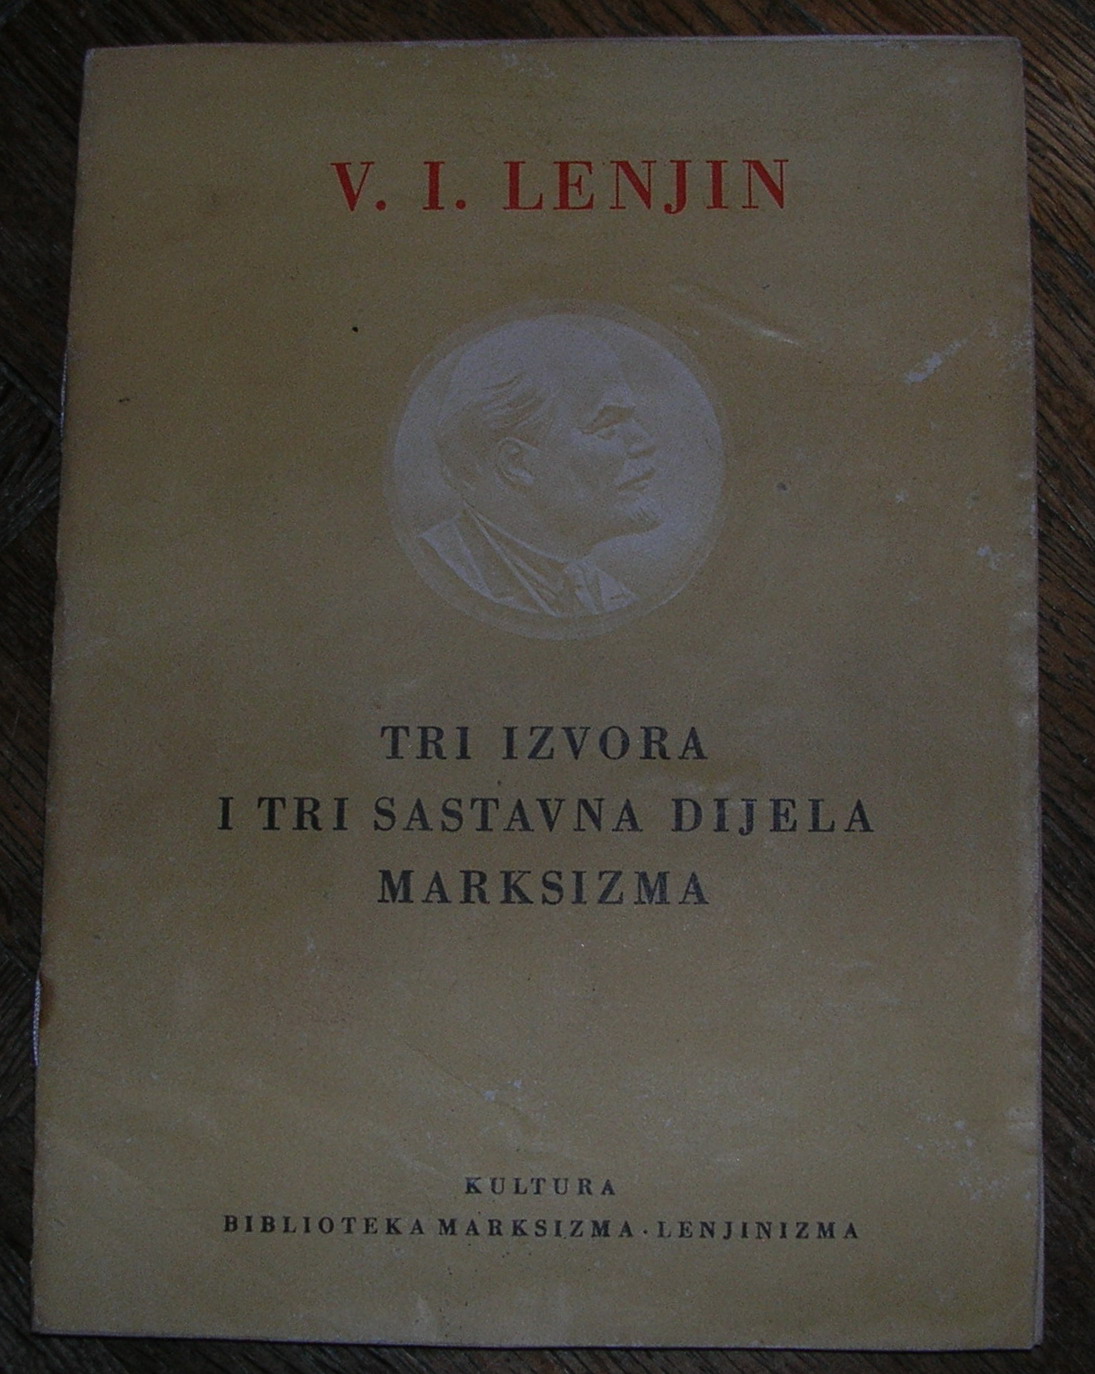 V. I. LENJIN
TRI IZVORA
I TRI SASTAVNA DIJELA
MARKSIZMA
KULTURA
BIBLIOTEKA MARKSIZMA · LENJINIZMA